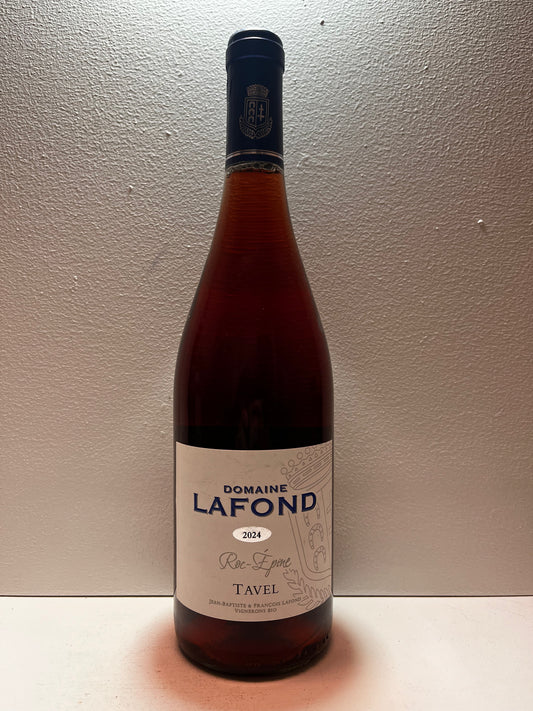 DOMAINE
LAFOND
2024
Roc-Épine
TAVEL
JEAN-BAPTISTE & FRANÇOIS LAFOND
VIGNERONS BIO